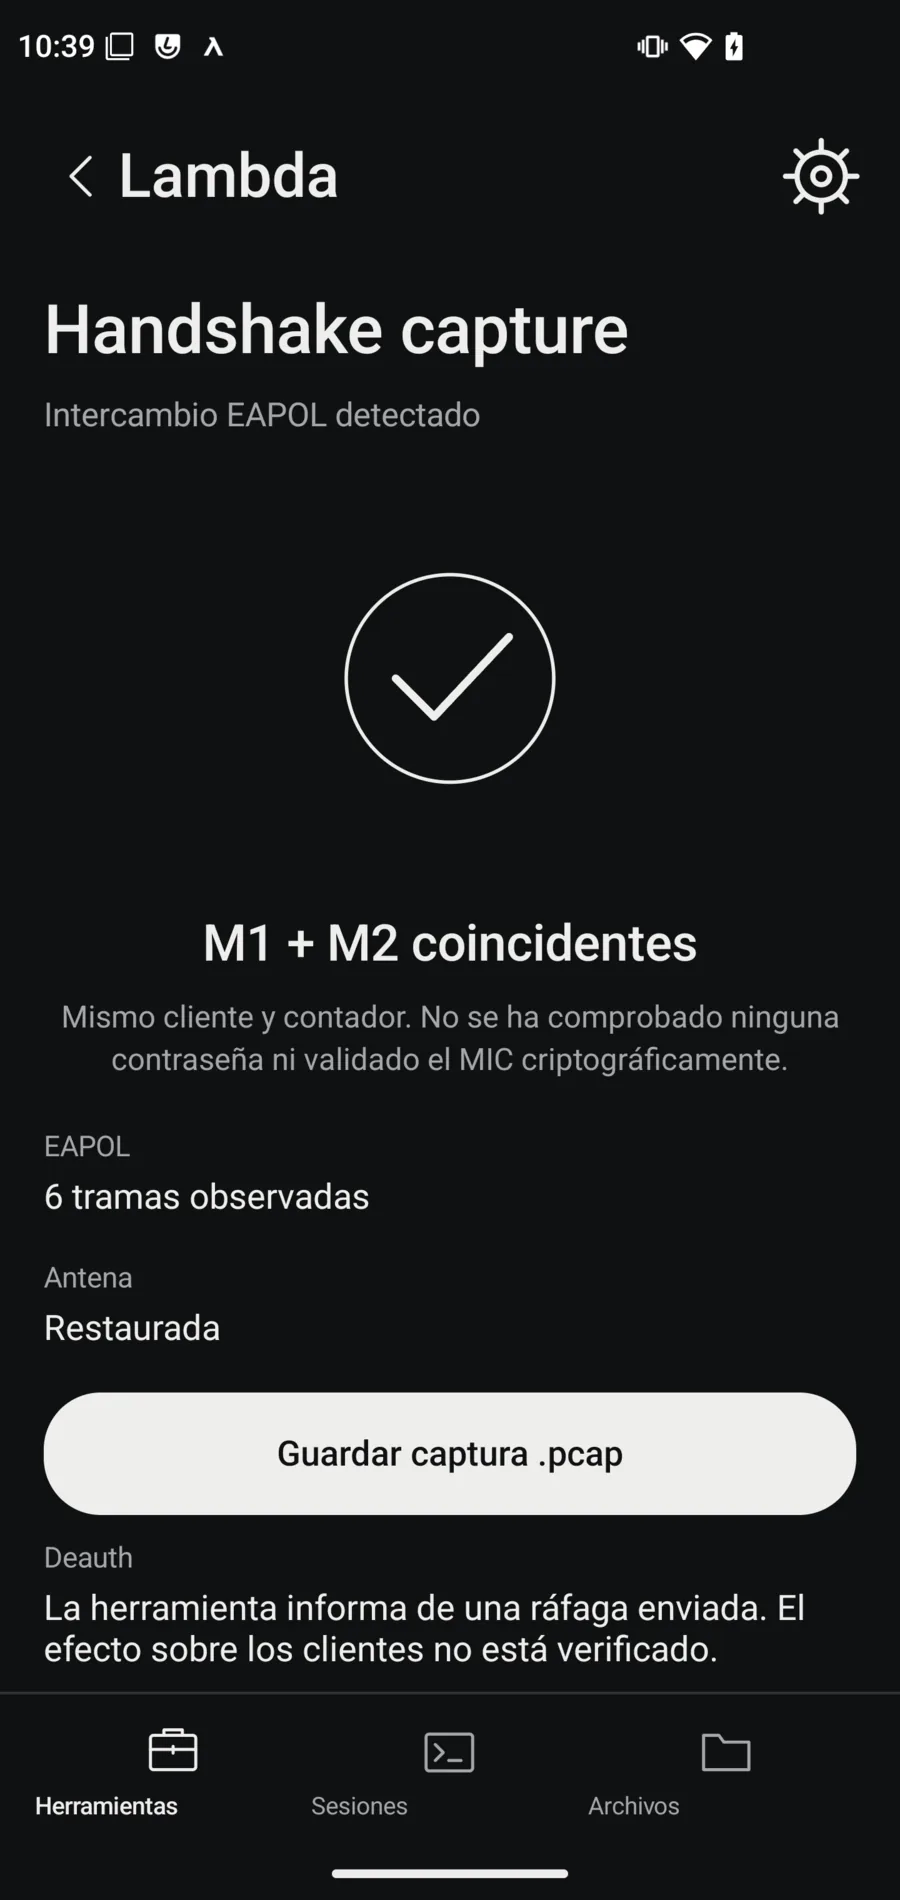 10:39
Lambda
Handshake capture
Intercambio EAPOL detectado
M1 + M2 coincidentes
Mismo cliente y contador. No se ha comprobado ninguna
contraseña ni validado el MIC criptográficamente.
EAPOL
6 tramas observadas
Antena
Restaurada
Guardar captura .pcap
Deauth
La herramienta informa de una ráfaga enviada. El
efecto sobre los clientes no está verificado.
Herramientas
Sesiones
Archivos